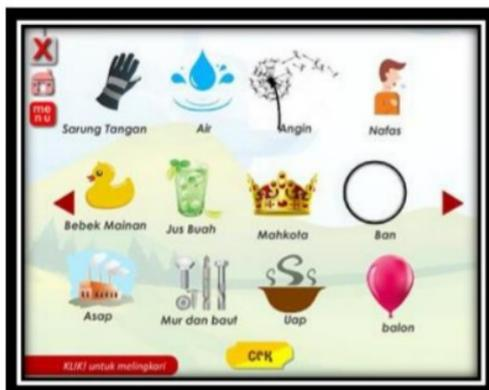 X
me
nu
Sarung Tangan Air Angin Nafas
Bebek Mainan Jus Buah Mahkota Ban
Asap Mur dan baut Uap balon
KLIK! untuk melingkari
CEK